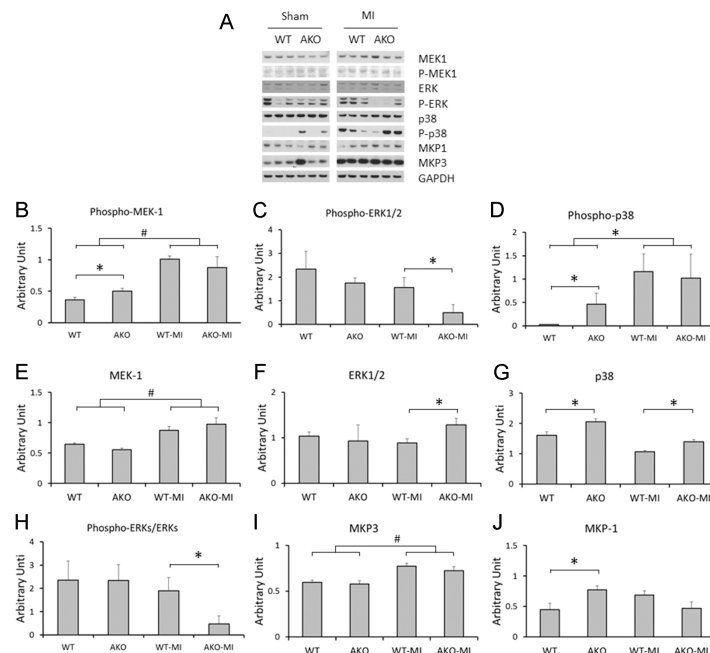 A
Sham MI
WT AKO WT AKO
MEK1
P-MEK1
ERK
P-ERK
p38
P-p38
MKP1
MKP3
GAPDH
B
Phospho-MEK-1
Arbitrary Unit
1.5
1
0.5
0
*
#
WT AKO WT-MI AKO-MI
C
Phospho-ERK1/2
Arbitrary Unit
4
3
2
1
0
*
WT AKO WT-MI AKO-MI
D
Phospho-p38
Arbitrary Unit
2
1.5
1
0.5
0
*
*
WT AKO WT-MI AKO-MI
E
MEK-1
Arbitrary Unit
1.5
1
0.5
0
#
WT AKO WT-MI AKO-MI
F
ERK1/2
Arbitrary Unit
2
1
0
*
WT AKO WT-MI AKO-MI
G
p38
Arbitrary Unti
3
2
1
0
*
*
WT AKO WT-MI AKO-MI
H
Phospho-ERKs/ERKs
Arbitrary Unti
4
3
2
1
0
*
WT AKO WT-MI AKO-MI
I
MKP3
Arbitrary Unit
1
0.5
0
#
WT AKO WT-MI AKO-MI
J
MKP-1
Arbitrary Unit
1.5
1
0.5
0
*
WT AKO WT-MI AKO-MI